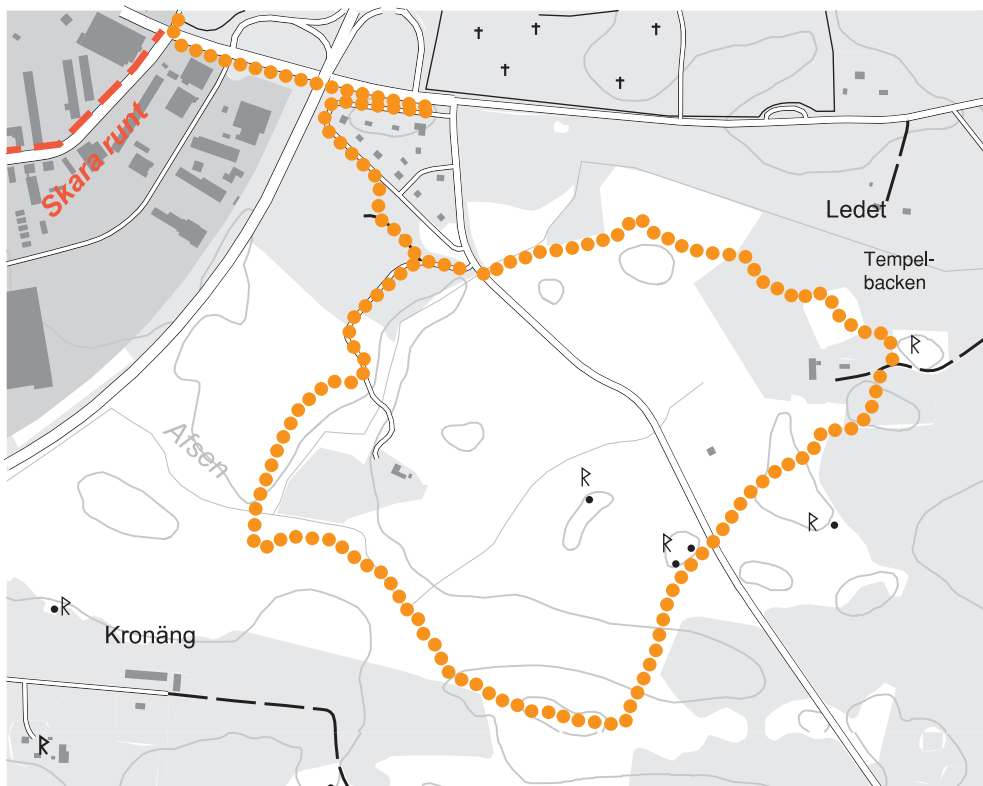 Skara runt
Ledet
Tempel-
backen
Afsen
Kronäng